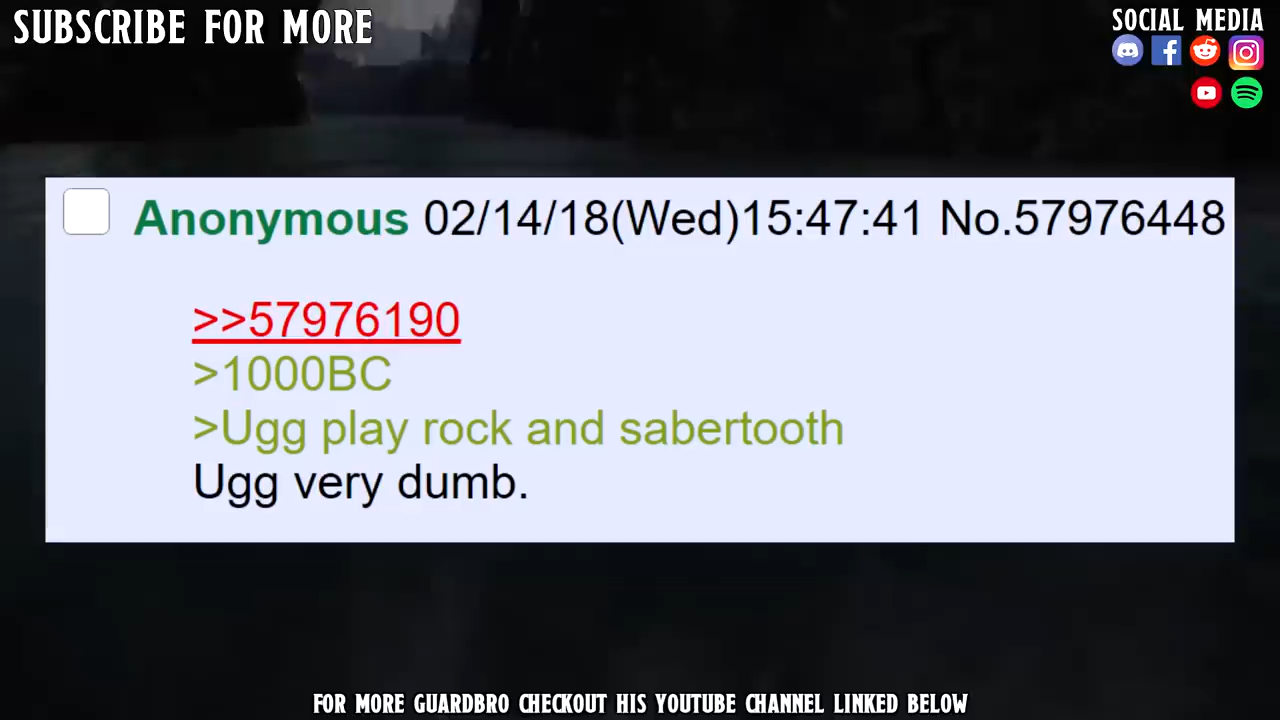 SUBSCRIBE FOR MORE
SOCIAL MEDIA
Anonymous 02/14/18(Wed)15:47:41 No.57976448
>>57976190
>1000BC
>Ugg play rock and sabertooth
Ugg very dumb.
FOR MORE GUARDBRO CHECKOUT HIS YOUTUBE CHANNEL LINKED BELOW